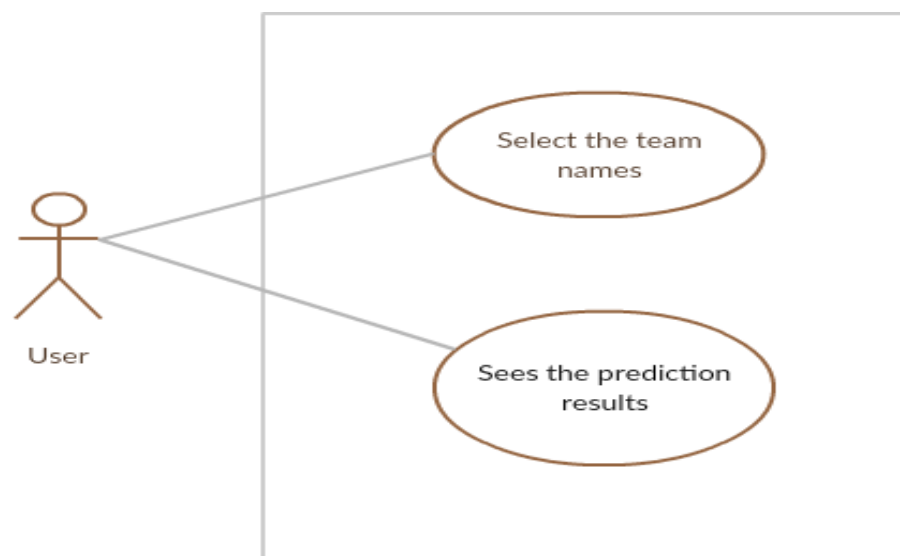 Select the team
names
User
Sees the prediction
results